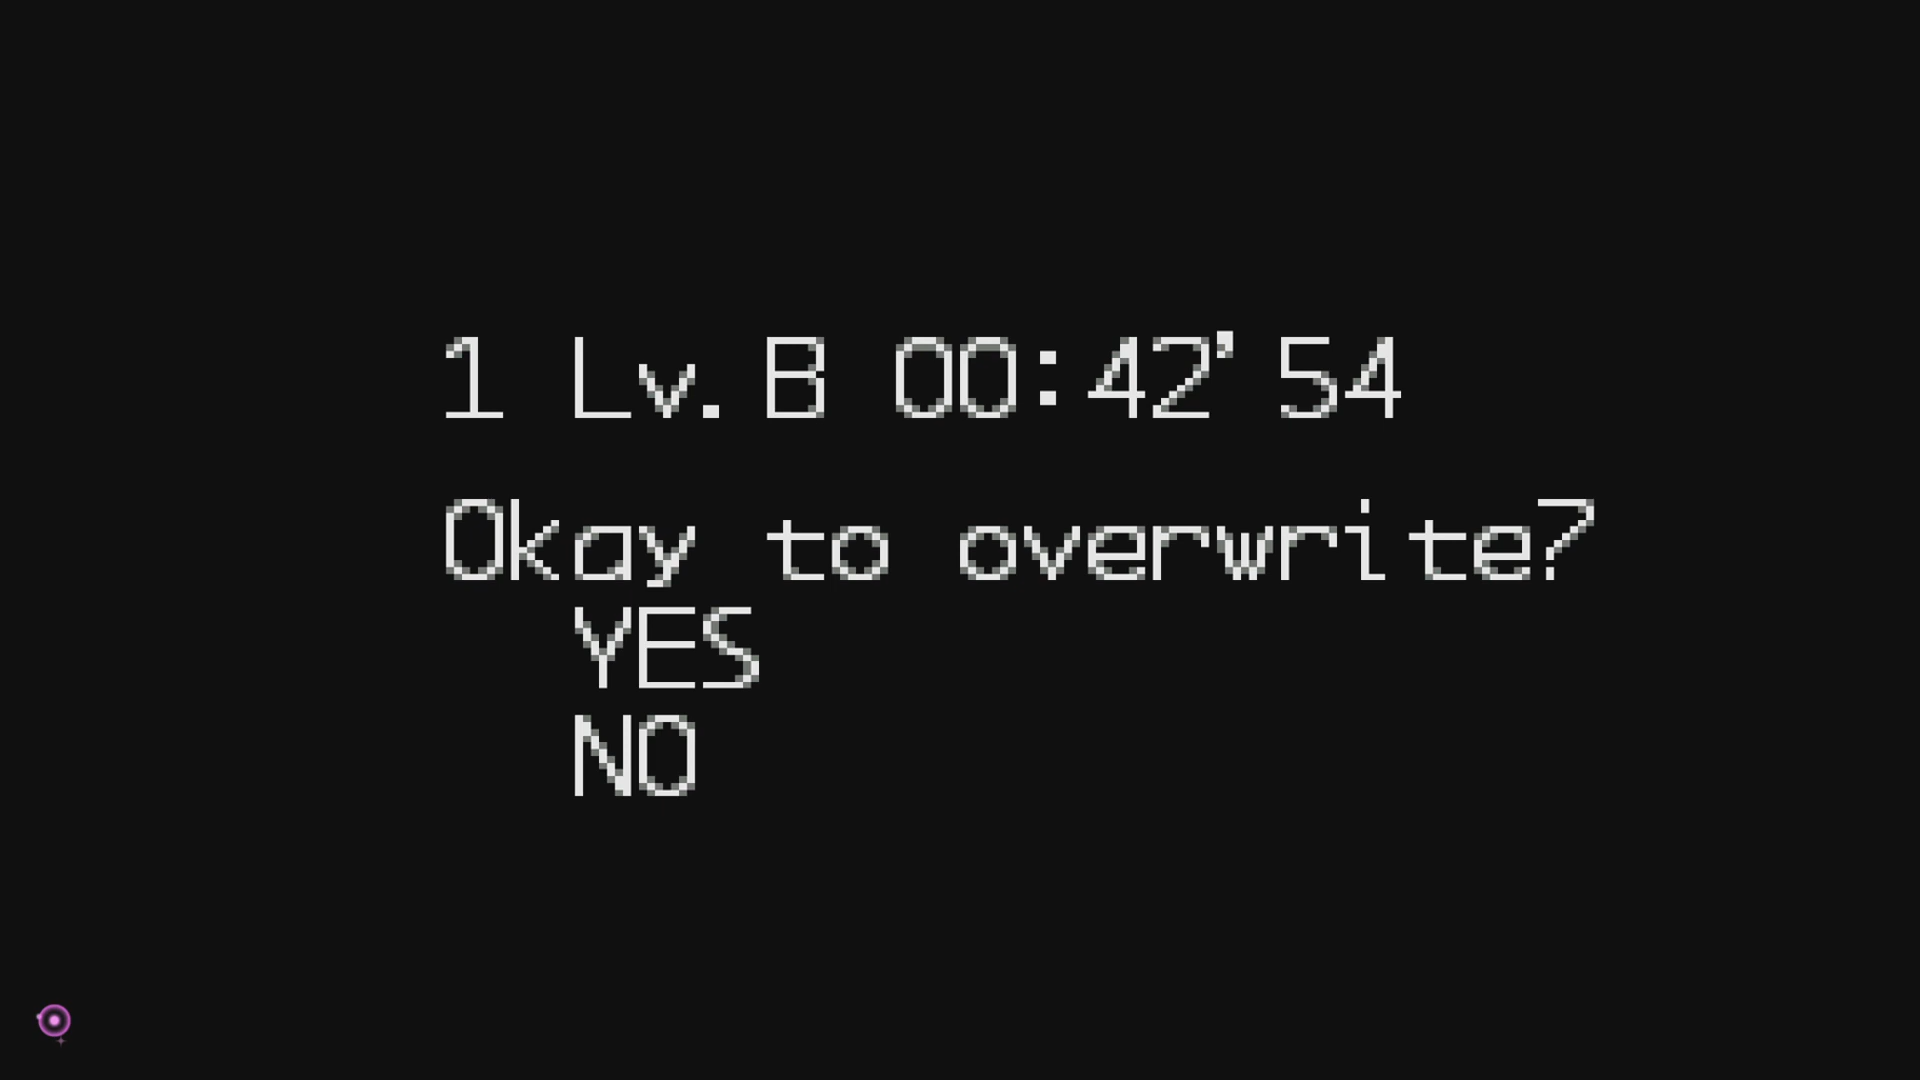 1 Lv. B 00:42’54
Okay to overwrite?
YES
NO